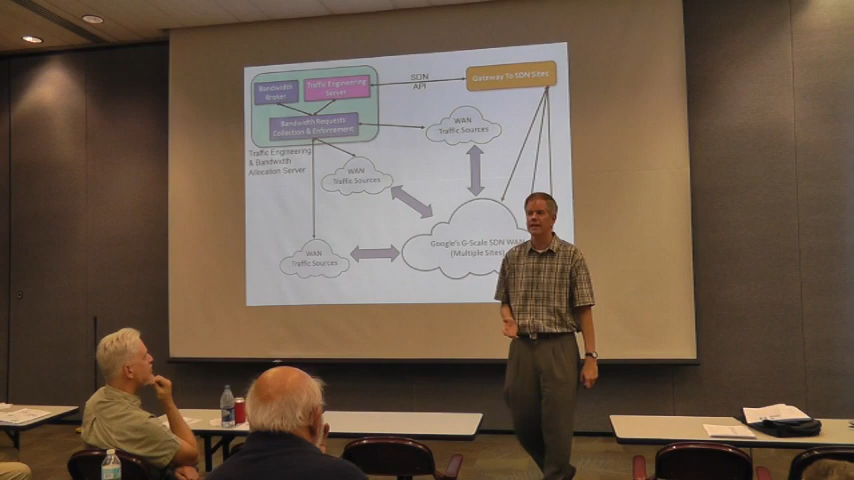 Bandwidth
Broker
Traffic Engineering
Server
SDN
API
Gateway To SDN Sites
Bandwidth Requests
Collection & Enforcement
WAN
Traffic Sources
Traffic Engineering
& Bandwidth
Allocation Server
WAN
Traffic Sources
Google's G-Scale SDN WAN
(Multiple Sites)
WAN
Traffic Sources